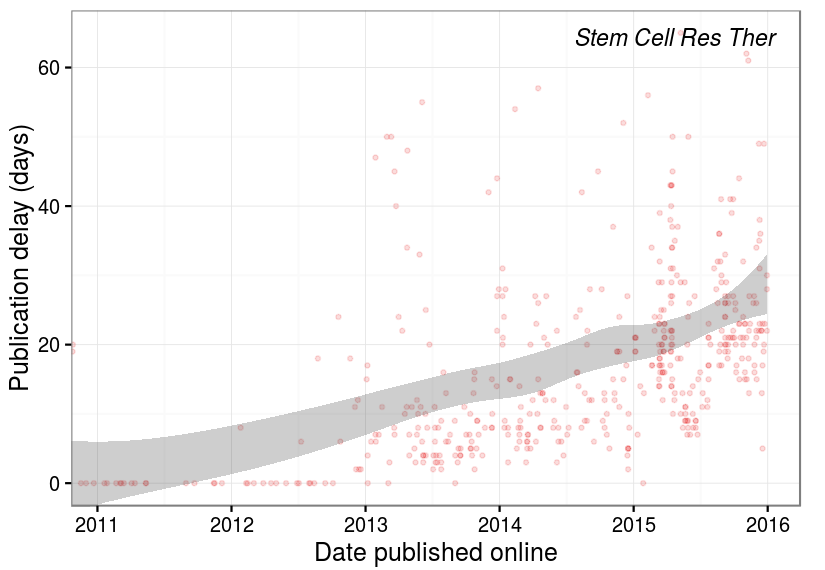 Stem Cell Res Ther
Publication delay (days)
60
40
20
0
2011 2012 2013 2014 2015 2016
Date published online